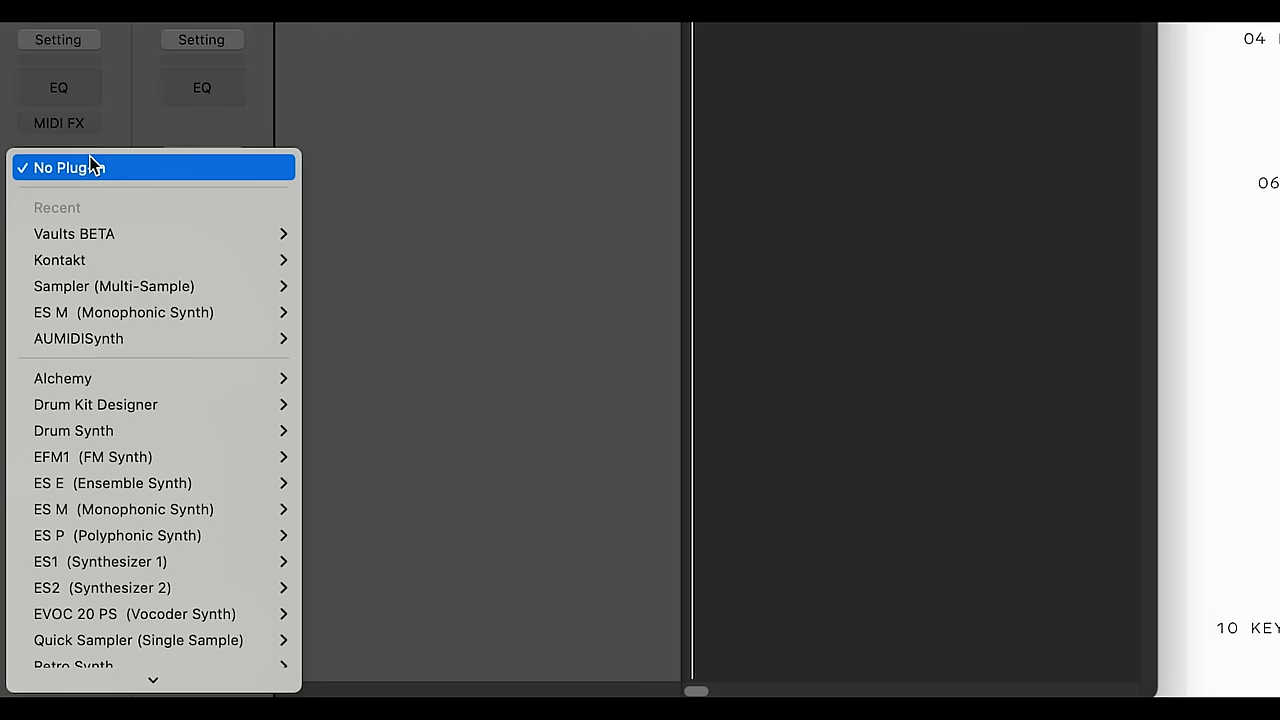 Setting
Setting
04
EQ
EQ
MIDI FX
No Plug-in
06
Recent
Vaults BETA
Kontakt
Sampler (Multi-Sample)
ES M (Monophonic Synth)
AUMIDISynth
Alchemy
Drum Kit Designer
Drum Synth
EFM1 (FM Synth)
ES E (Ensemble Synth)
ES M (Monophonic Synth)
ES P (Polyphonic Synth)
ES1 (Synthesizer 1)
ES2 (Synthesizer 2)
EVOC 20 PS (Vocoder Synth)
10 KEY
Quick Sampler (Single Sample)
Retro Synth